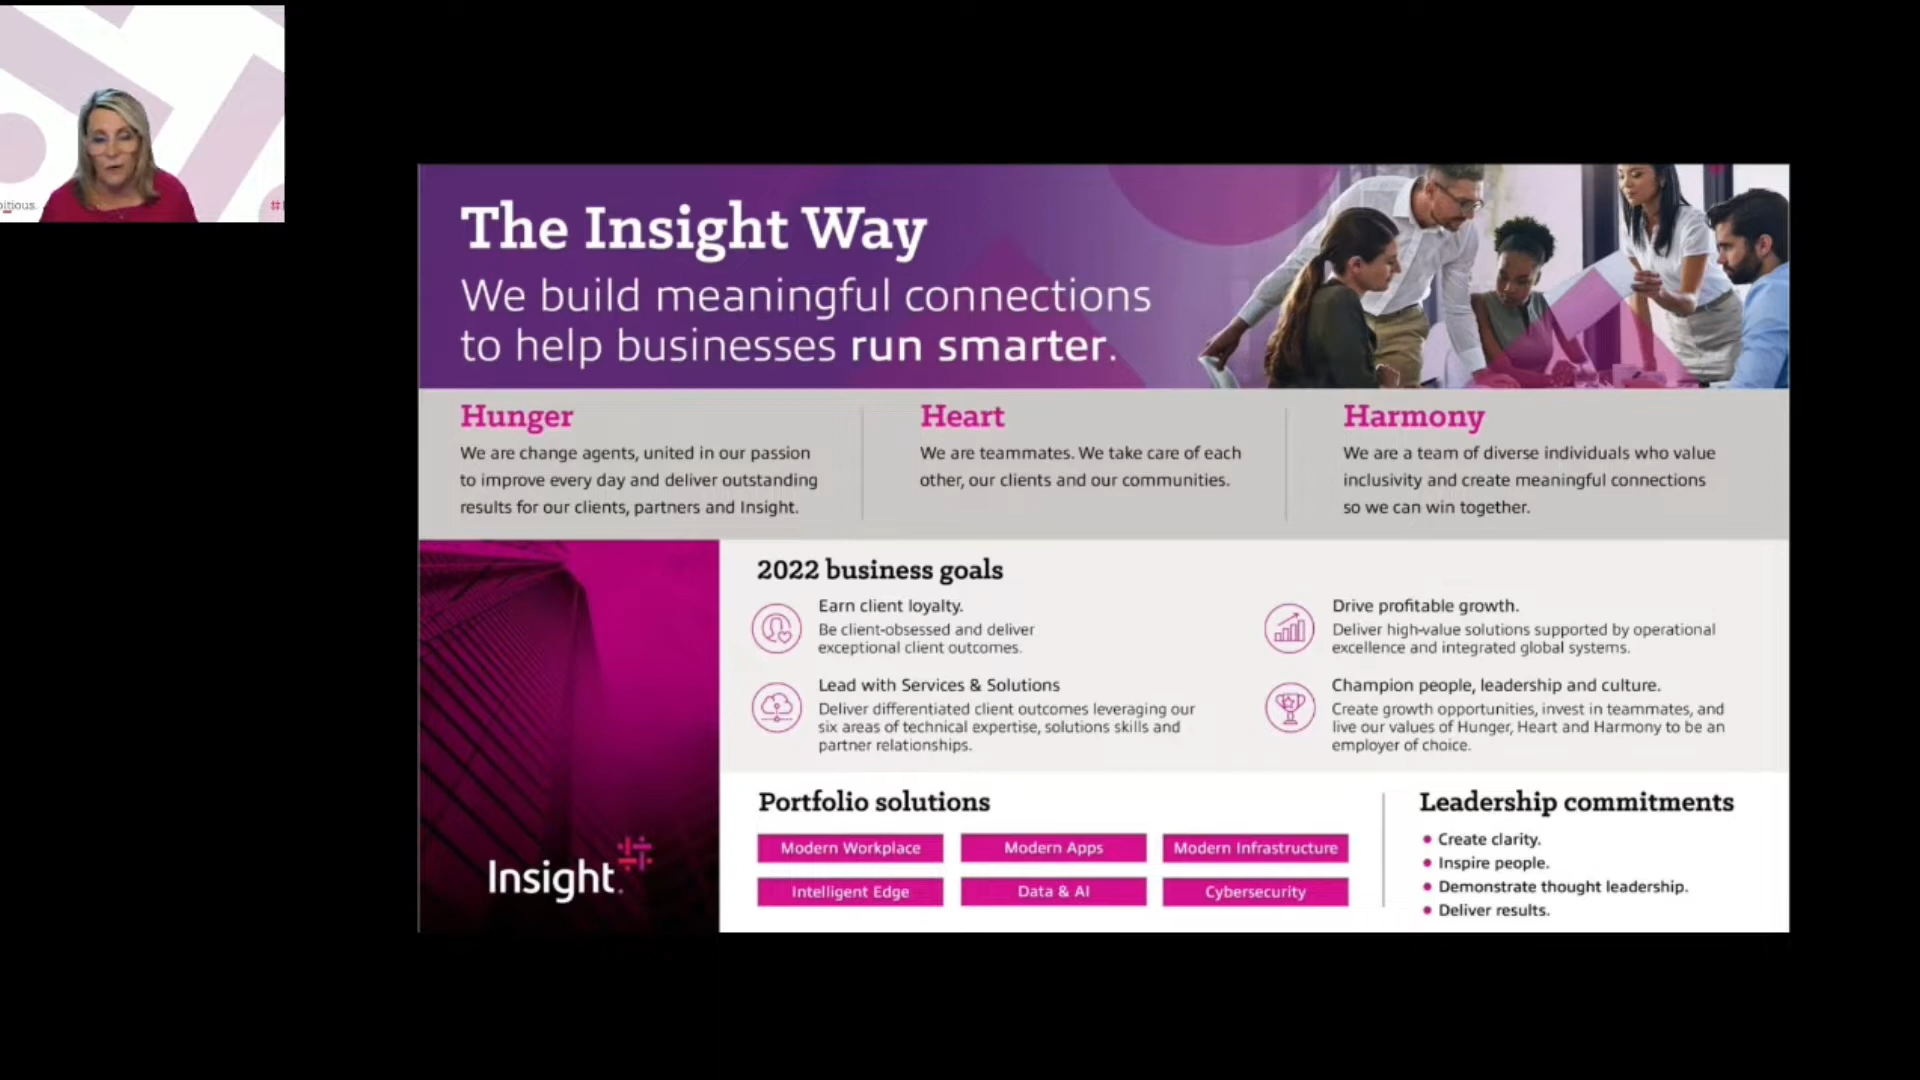 bitious.
#
The Insight Way
We build meaningful connections
to help businesses run smarter.
Hunger
We are change agents, united in our passion
to improve every day and deliver outstanding
results for our clients, partners and Insight.
Heart
We are teammates. We take care of each
other, our clients and our communities.
Harmony
We are a team of diverse individuals who value
inclusivity and create meaningful connections
so we can win together.
2022 business goals
Earn client loyalty.
Be client-obsessed and deliver
exceptional client outcomes.
Drive profitable growth.
Deliver high-value solutions supported by operational
excellence and integrated global systems.
Lead with Services & Solutions
Deliver differentiated client outcomes leveraging our
six areas of technical expertise, solutions skills and
partner relationships.
Champion people, leadership and culture.
Create growth opportunities, invest in teammates, and
live our values of Hunger, Heart and Harmony to be an
employer of choice.
Insight.
Portfolio solutions
Modern Workplace
Modern Apps
Modern Infrastructure
Intelligent Edge
Data & AI
Cybersecurity
Leadership commitments
• Create clarity.
• Inspire people.
• Demonstrate thought leadership.
• Deliver results.